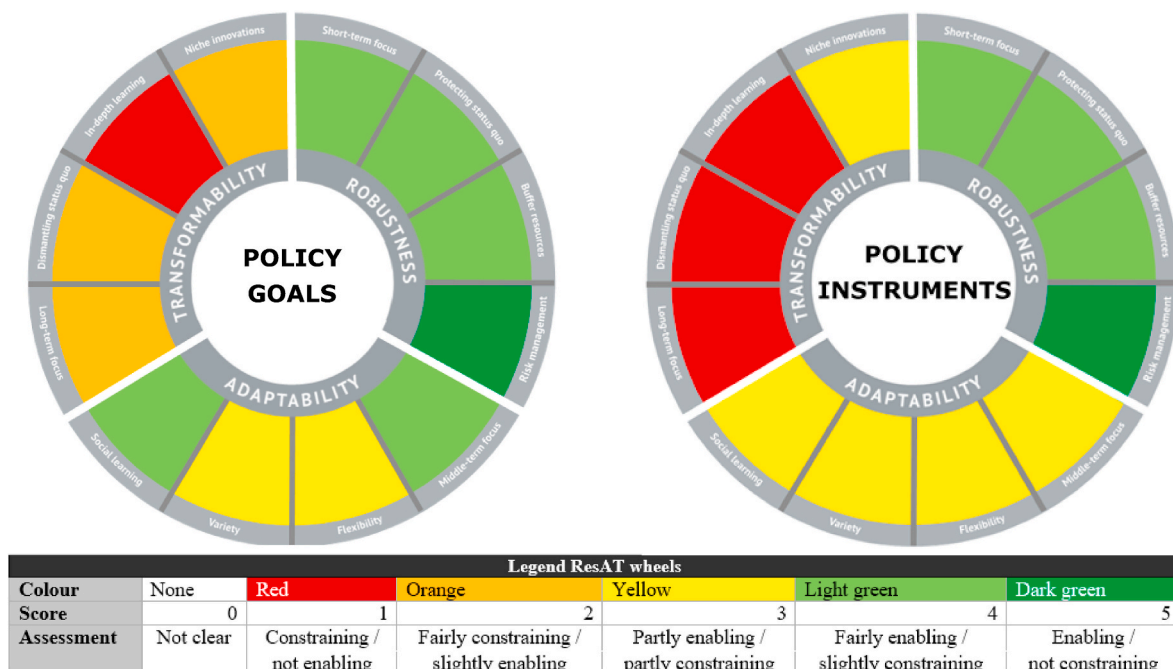 Niche innovations
Short-term focus
In-depth learning
Protecting status quo
Dismantling status quo
Buffer resources
Long-term focus
Risk management
Social learning
Middle-term focus
Variety
Flexibility
TRANSFORMABILITY
ROBUSTNESS
ADAPTABILITY
POLICY
GOALS
Niche innovations
Short-term focus
In-depth learning
Protecting status quo
Dismantling status quo
Buffer resources
Long-term focus
Risk management
Social learning
Middle-term focus
Variety
Flexibility
TRANSFORMABILITY
ROBUSTNESS
ADAPTABILITY
POLICY
INSTRUMENTS
Legend ResAT wheels
Colour None Red Orange Yellow Light green Dark green
Score 0 1 2 3 4 5
Assessment Not clear Constraining / Fairly constraining / Partly enabling / Fairly enabling / Enabling /
not enabling slightly enabling partly constraining slightly constraining not constraining